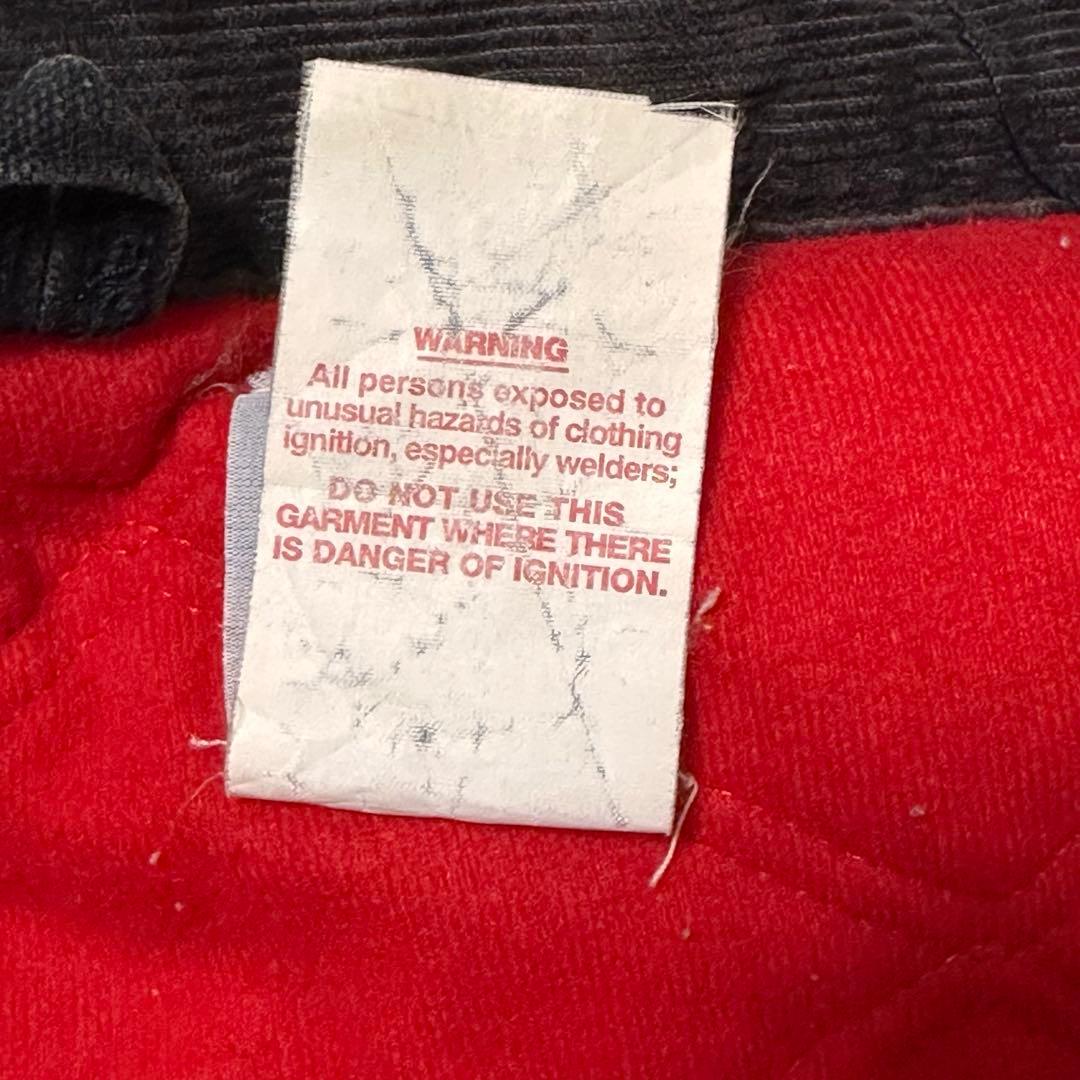 WARNING
All persons exposed to
unusual hazards of clothing
ignition, especially welders;
DO NOT USE THIS
GARMENT WHERE THERE
IS DANGER OF IGNITION.